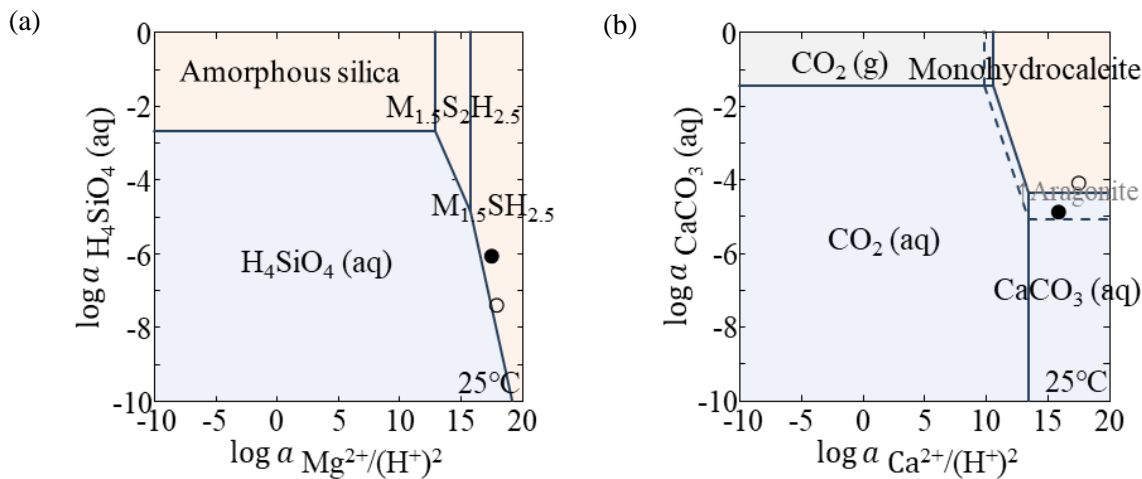 (a)
0
-2
-4
-6
-8
-10
log a H4SiO4 (aq)
Amorphous silica
M1.5S2H2.5
M1.5SH2.5
H4SiO4 (aq)
25°C
-10 -5 0 5 10 15 20
log a Mg2+/(H+)2
(b)
0
-2
-4
-6
-8
-10
log a CaCO3 (aq)
CO2 (g)
Monohydrocaleite
Aragonite
CO2 (aq)
CaCO3 (aq)
25°C
-10 -5 0 5 10 15 20
log a Ca2+/(H+)2